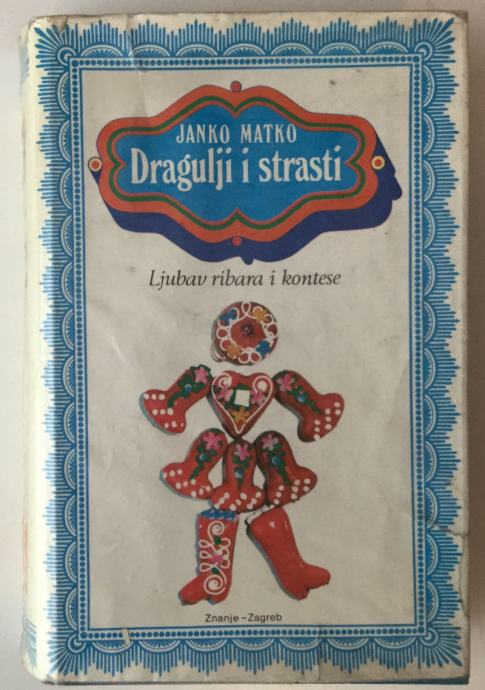 JANKO MATKO
Dragulji i strasti
Ljubav ribara i kontese
Znanje – Zagreb